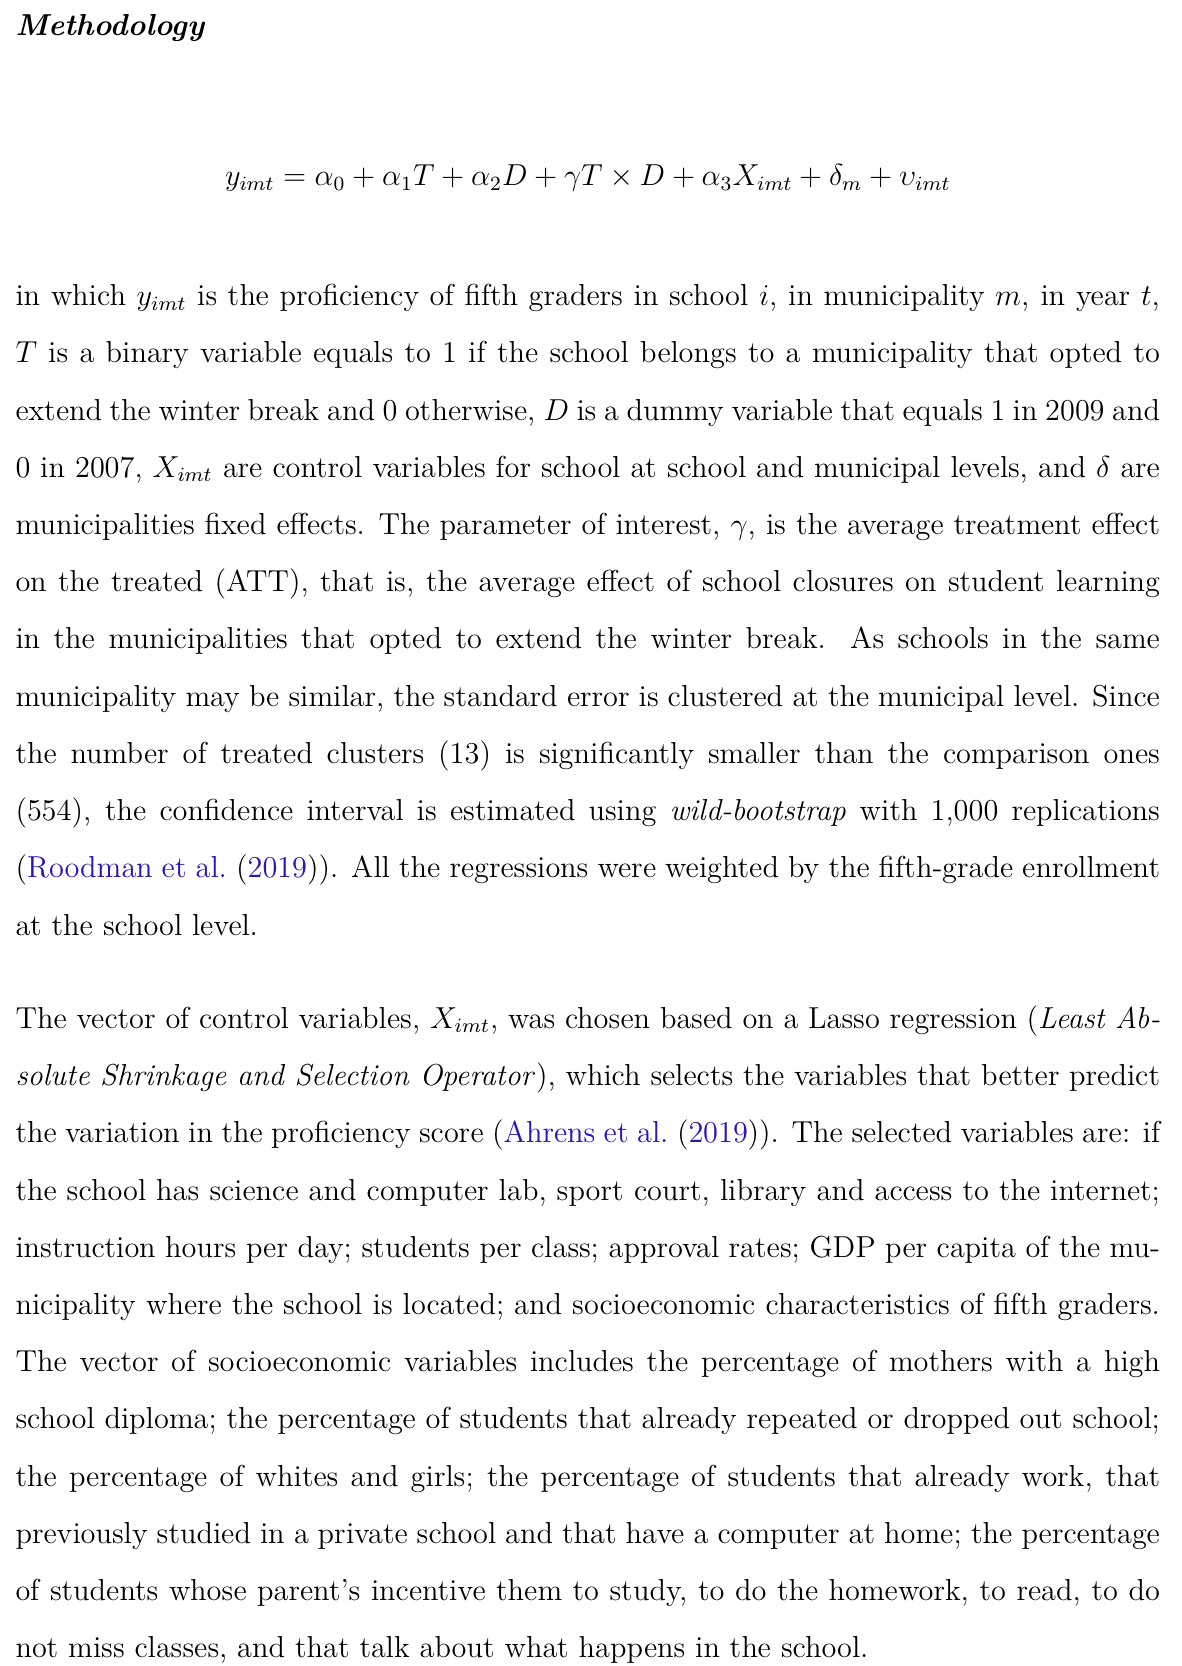 Methodology
y_{imt} = α_0 + α_1T + α_2D + γT × D + α_3X_{imt} + δ_m + υ_{imt}
in which y_{imt} is the proficiency of fifth graders in school i, in municipality m, in year t,
T is a binary variable equals to 1 if the school belongs to a municipality that opted to
extend the winter break and 0 otherwise, D is a dummy variable that equals 1 in 2009 and
0 in 2007, X_{imt} are control variables for school at school and municipal levels, and δ are
municipalities fixed effects. The parameter of interest, γ, is the average treatment effect
on the treated (ATT), that is, the average effect of school closures on student learning
in the municipalities that opted to extend the winter break. As schools in the same
municipality may be similar, the standard error is clustered at the municipal level. Since
the number of treated clusters (13) is significantly smaller than the comparison ones
(554), the confidence interval is estimated using wild-bootstrap with 1,000 replications
(Roodman et al. (2019)). All the regressions were weighted by the fifth-grade enrollment
at the school level.
The vector of control variables, X_{imt}, was chosen based on a Lasso regression (Least Ab-
solute Shrinkage and Selection Operator), which selects the variables that better predict
the variation in the proficiency score (Ahrens et al. (2019)). The selected variables are: if
the school has science and computer lab, sport court, library and access to the internet;
instruction hours per day; students per class; approval rates; GDP per capita of the mu-
nicipality where the school is located; and socioeconomic characteristics of fifth graders.
The vector of socioeconomic variables includes the percentage of mothers with a high
school diploma; the percentage of students that already repeated or dropped out school;
the percentage of whites and girls; the percentage of students that already work, that
previously studied in a private school and that have a computer at home; the percentage
of students whose parent's incentive them to study, to do the homework, to read, to do
not miss classes, and that talk about what happens in the school.